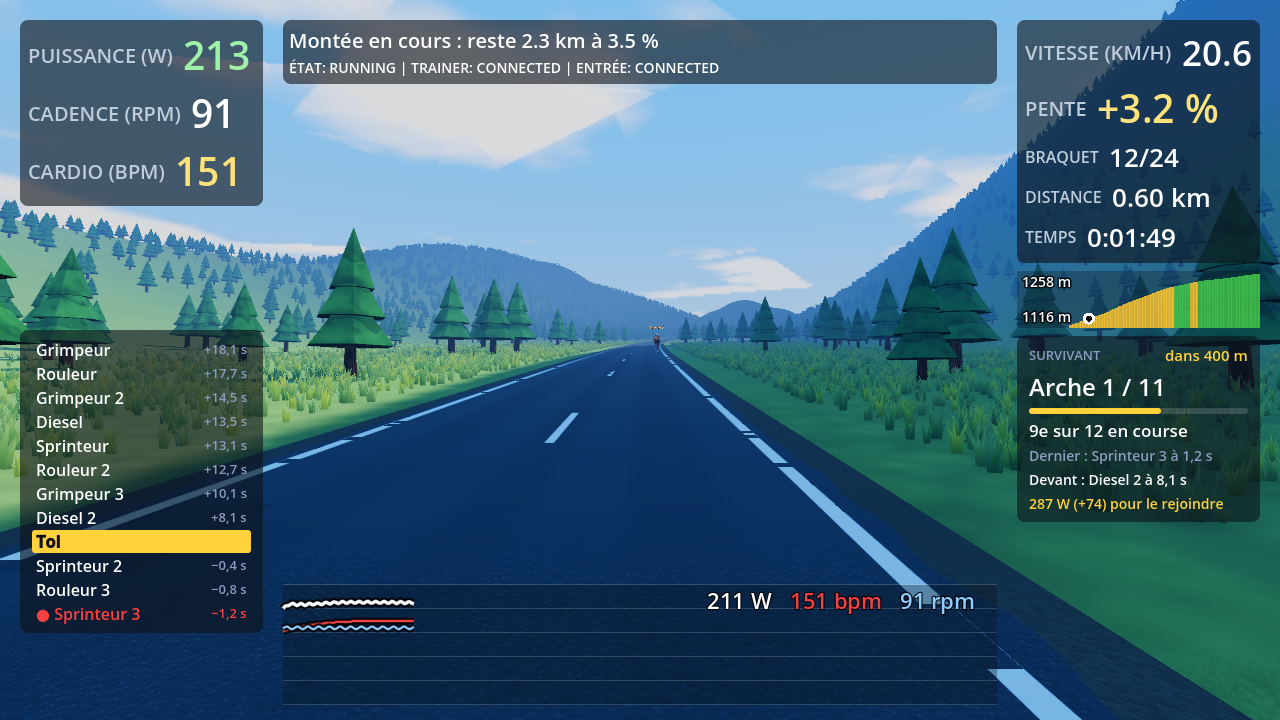 PUISSANCE (W) 213
CADENCE (RPM) 91
CARDIO (BPM) 151
Montée en cours : reste 2.3 km à 3.5 %
ÉTAT: RUNNING | TRAINER: CONNECTED | ENTRÉE: CONNECTED
VITESSE (KM/H) 20.6
PENTE +3.2 %
BRAQUET 12/24
DISTANCE 0.60 km
TEMPS 0:01:49
1258 m
1116 m
SURVIVANT dans 400 m
Arche 1 / 11
9e sur 12 en course
Dernier : Sprinteur 3 à 1,2 s
Devant : Diesel 2 à 8,1 s
287 W (+74) pour le rejoindre
Grimpeur +18,1 s
Rouleur +17,7 s
Grimpeur 2 +14,5 s
Diesel +13,5 s
Sprinteur +13,1 s
Rouleur 2 +12,7 s
Grimpeur 3 +10,1 s
Diesel 2 +8,1 s
Toi
Sprinteur 2 −0,4 s
Rouleur 3 −0,8 s
Sprinteur 3 −1,2 s
211 W 151 bpm 91 rpm